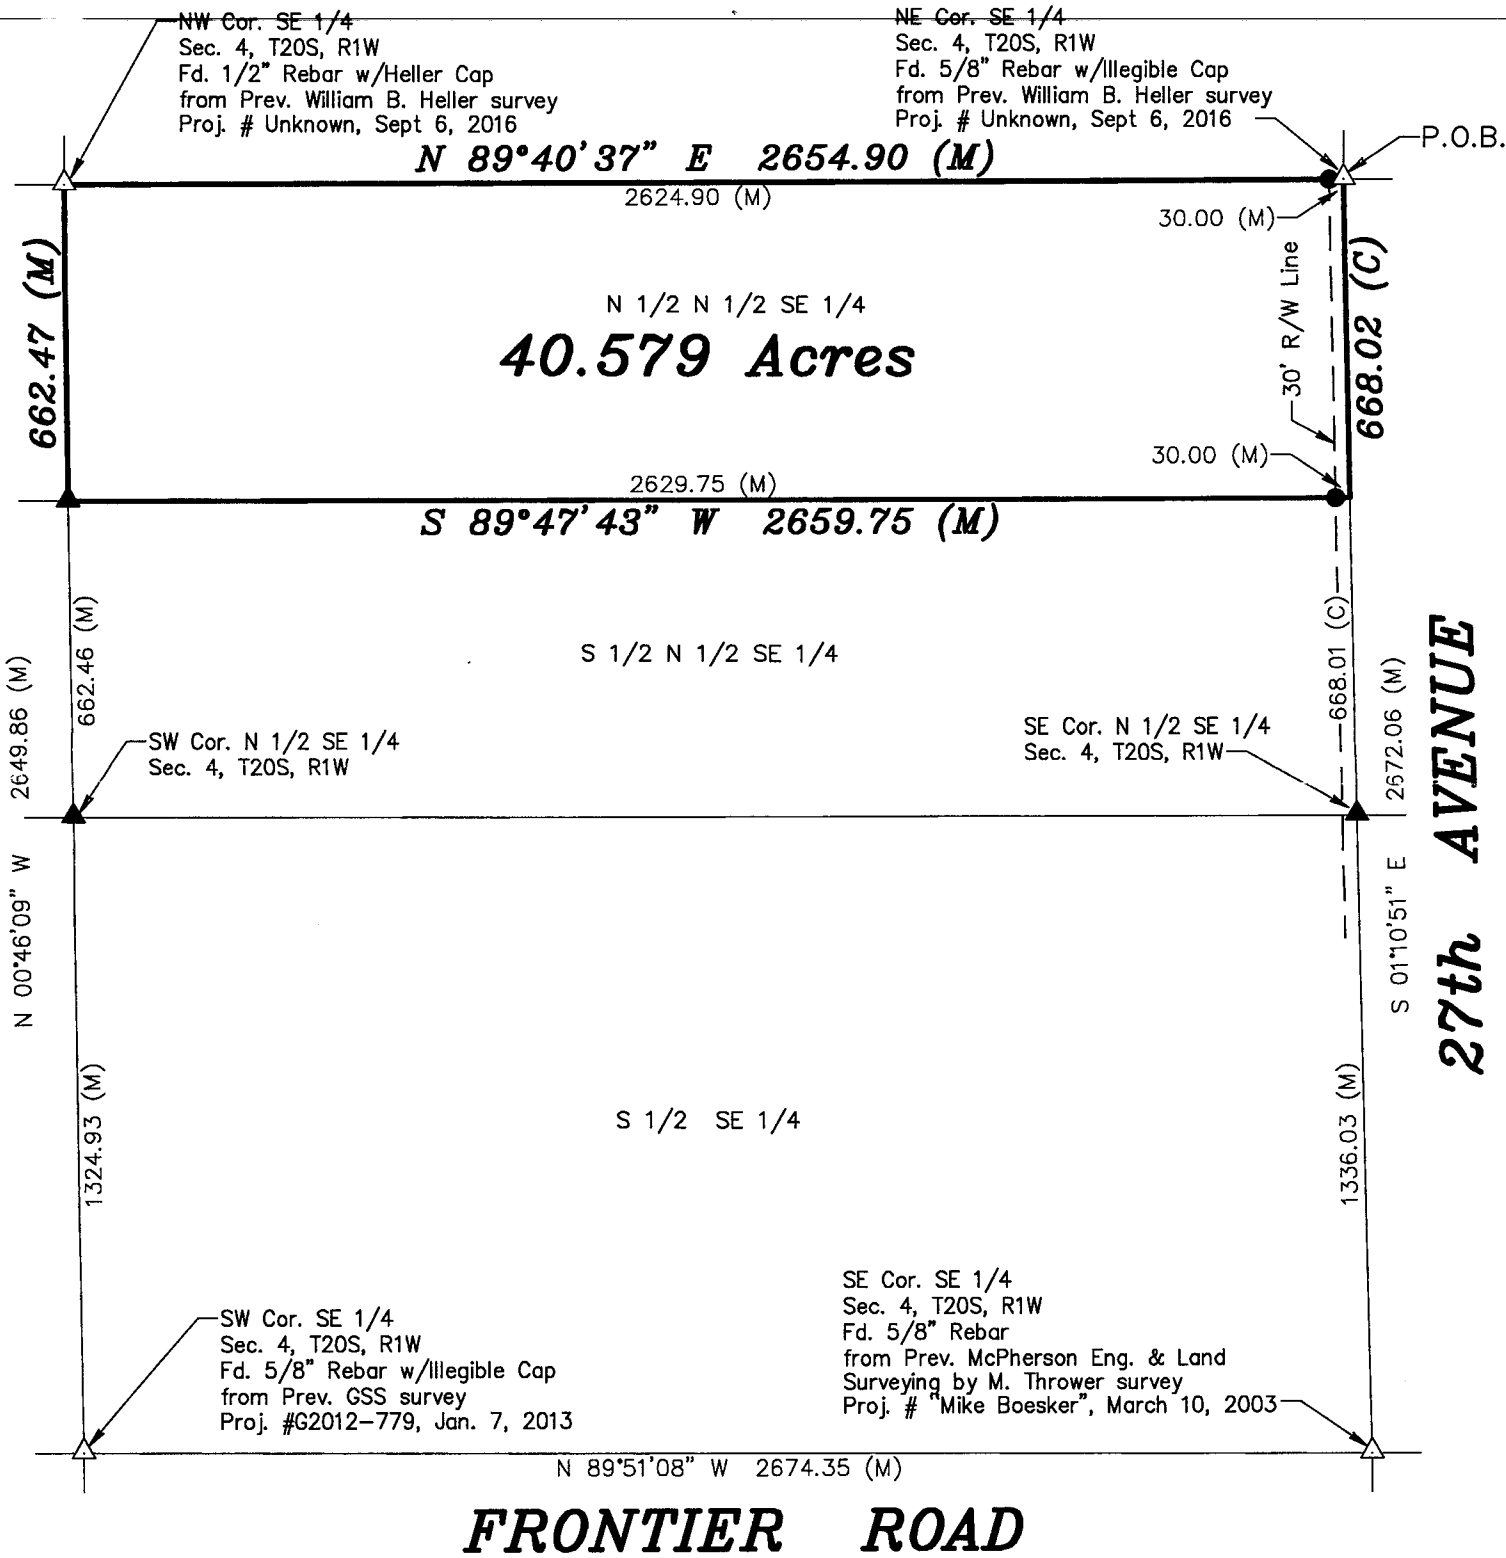 NW Cor. SE 1/4
Sec. 4, T20S, R1W
Fd. 1/2" Rebar w/Heller Cap
from Prev. William B. Heller survey
Proj. # Unknown, Sept 6, 2016
NE Cor. SE 1/4
Sec. 4, T20S, R1W
Fd. 5/8" Rebar w/Illegible Cap
from Prev. William B. Heller survey
Proj. # Unknown, Sept 6, 2016
P.O.B.
N 89°40'37" E 2654.90 (M)
2624.90 (M)
30.00 (M)
662.47 (M)
N 1/2 N 1/2 SE 1/4
40.579 Acres
30' R/W Line
668.02 (C)
30.00 (M)
2629.75 (M)
S 89°47'43" W 2659.75 (M)
662.46 (M)
S 1/2 N 1/2 SE 1/4
668.01 (C)
2649.86 (M)
2672.06 (M)
SW Cor. N 1/2 SE 1/4
Sec. 4, T20S, R1W
SE Cor. N 1/2 SE 1/4
Sec. 4, T20S, R1W
27th AVENUE
N 00°46'09" W
S 01°10'51" E
1324.93 (M)
S 1/2 SE 1/4
1336.03 (M)
SW Cor. SE 1/4
Sec. 4, T20S, R1W
Fd. 5/8" Rebar w/Illegible Cap
from Prev. GSS survey
Proj. #G2012-779, Jan. 7, 2013
SE Cor. SE 1/4
Sec. 4, T20S, R1W
Fd. 5/8" Rebar
from Prev. McPherson Eng. & Land
Surveying by M. Thrower survey
Proj. # "Mike Boesker", March 10, 2003
N 89°51'08" W 2674.35 (M)
FRONTIER ROAD